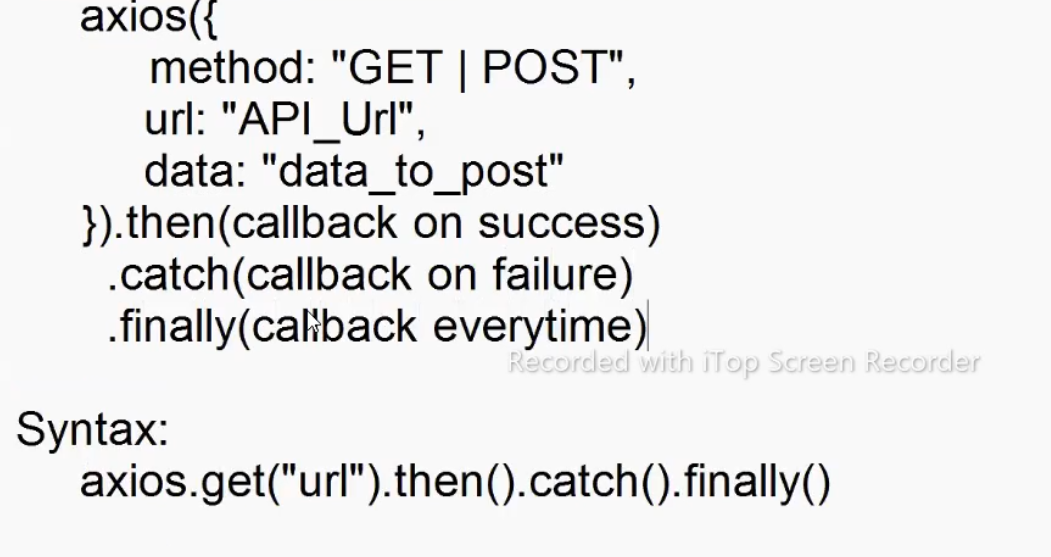 axios({
method: "GET | POST",
url: "API_Url",
data: "data_to_post"
}).then(callback on success)
.catch(callback on failure)
.finally(callback everytime)
Recorded with iTop Screen Recorder
Syntax:
axios.get("url").then().catch().finally()